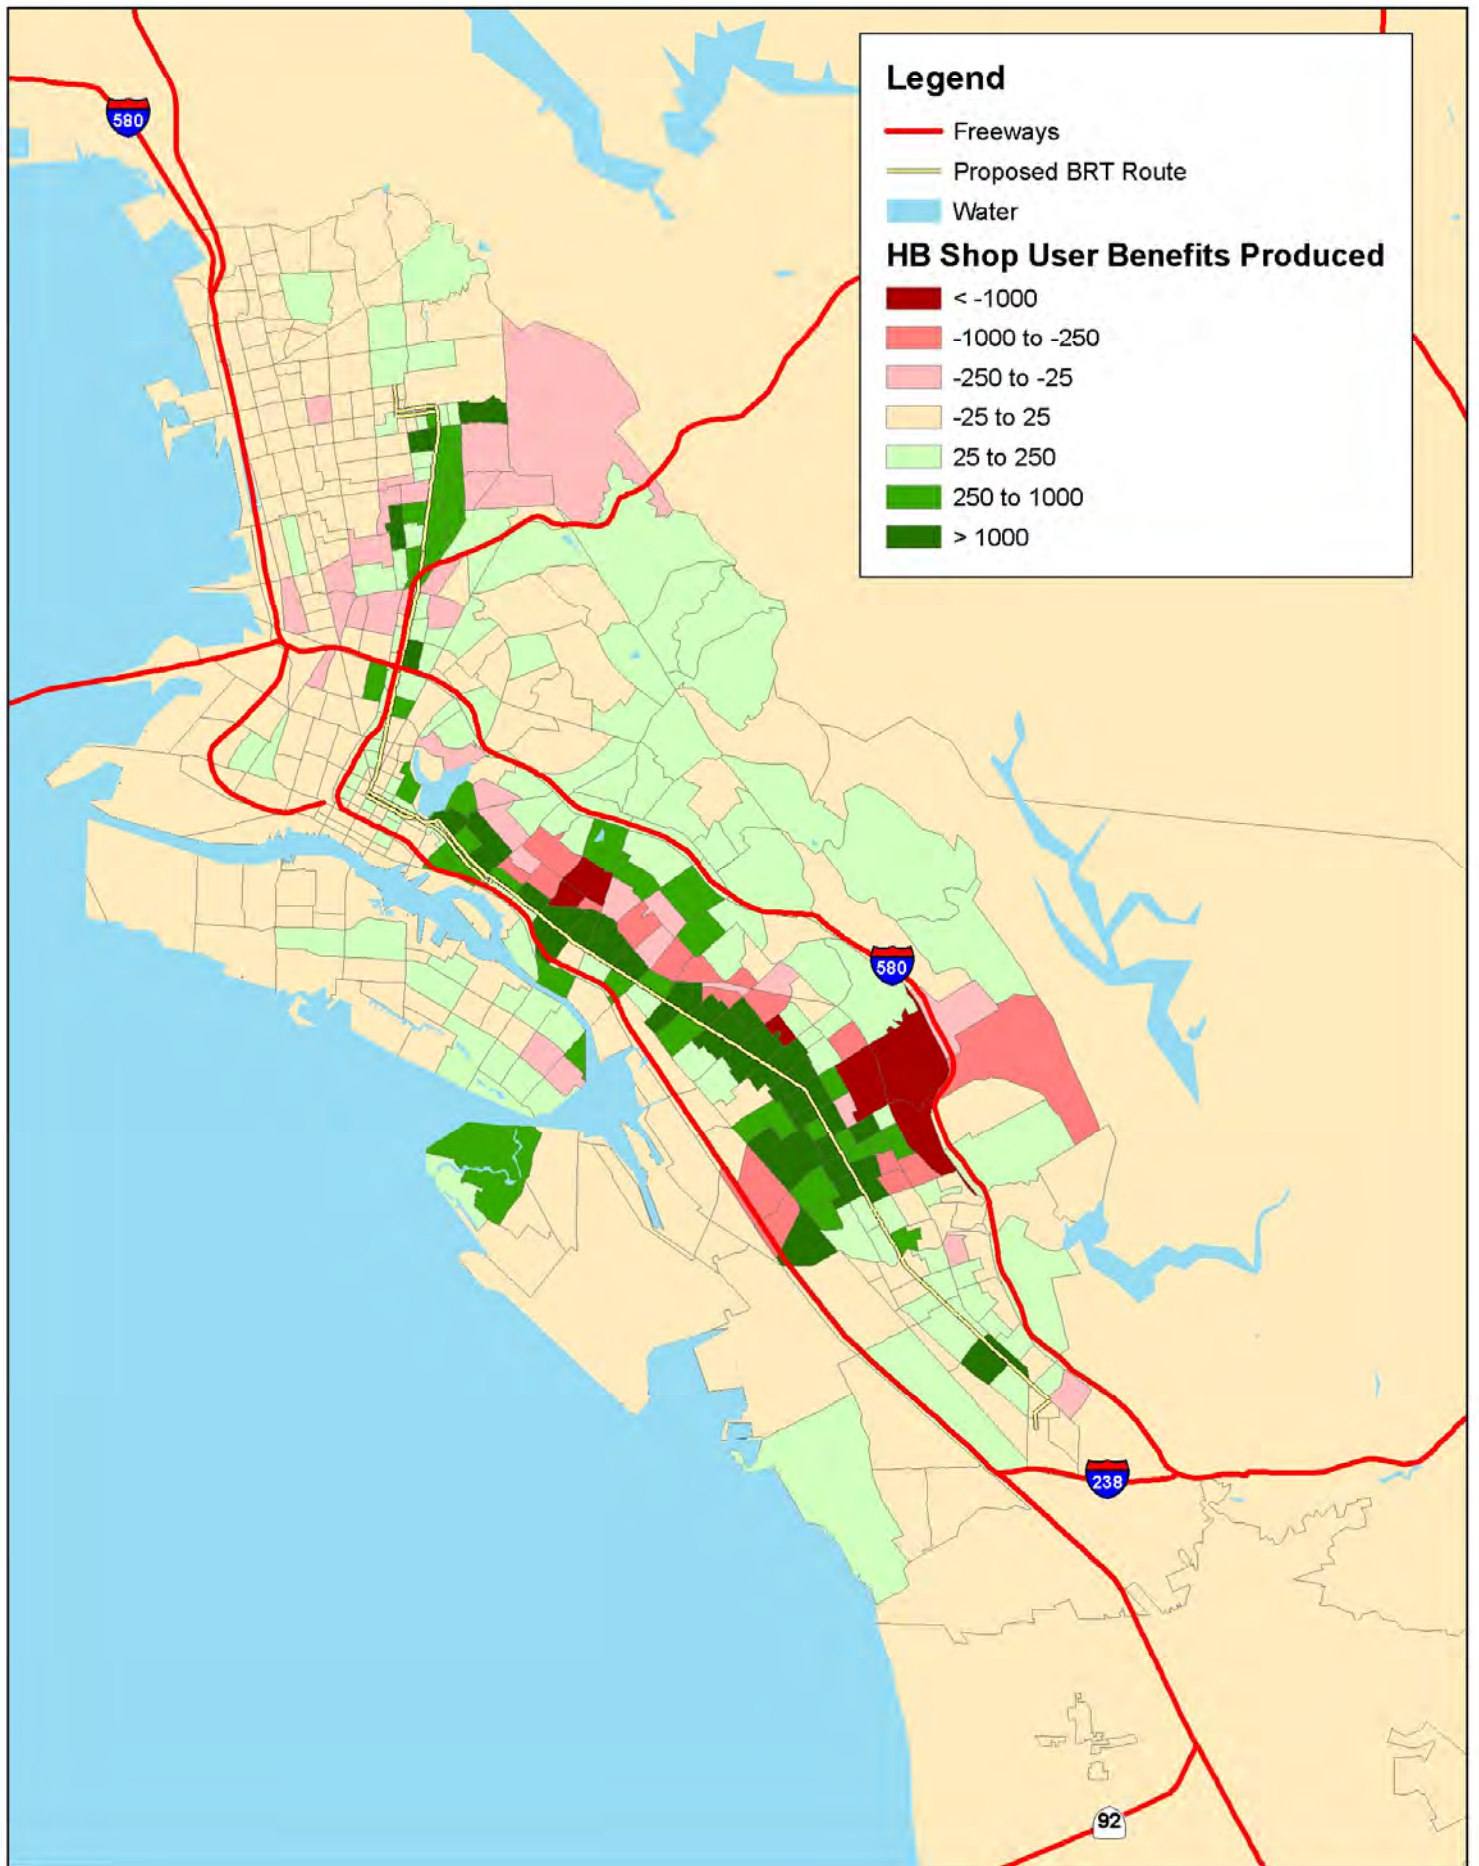 Legend
Freeways
Proposed BRT Route
Water
HB Shop User Benefits Produced
< -1000
-1000 to -250
-250 to -25
-25 to 25
25 to 250
250 to 1000
> 1000
580
580
238
92